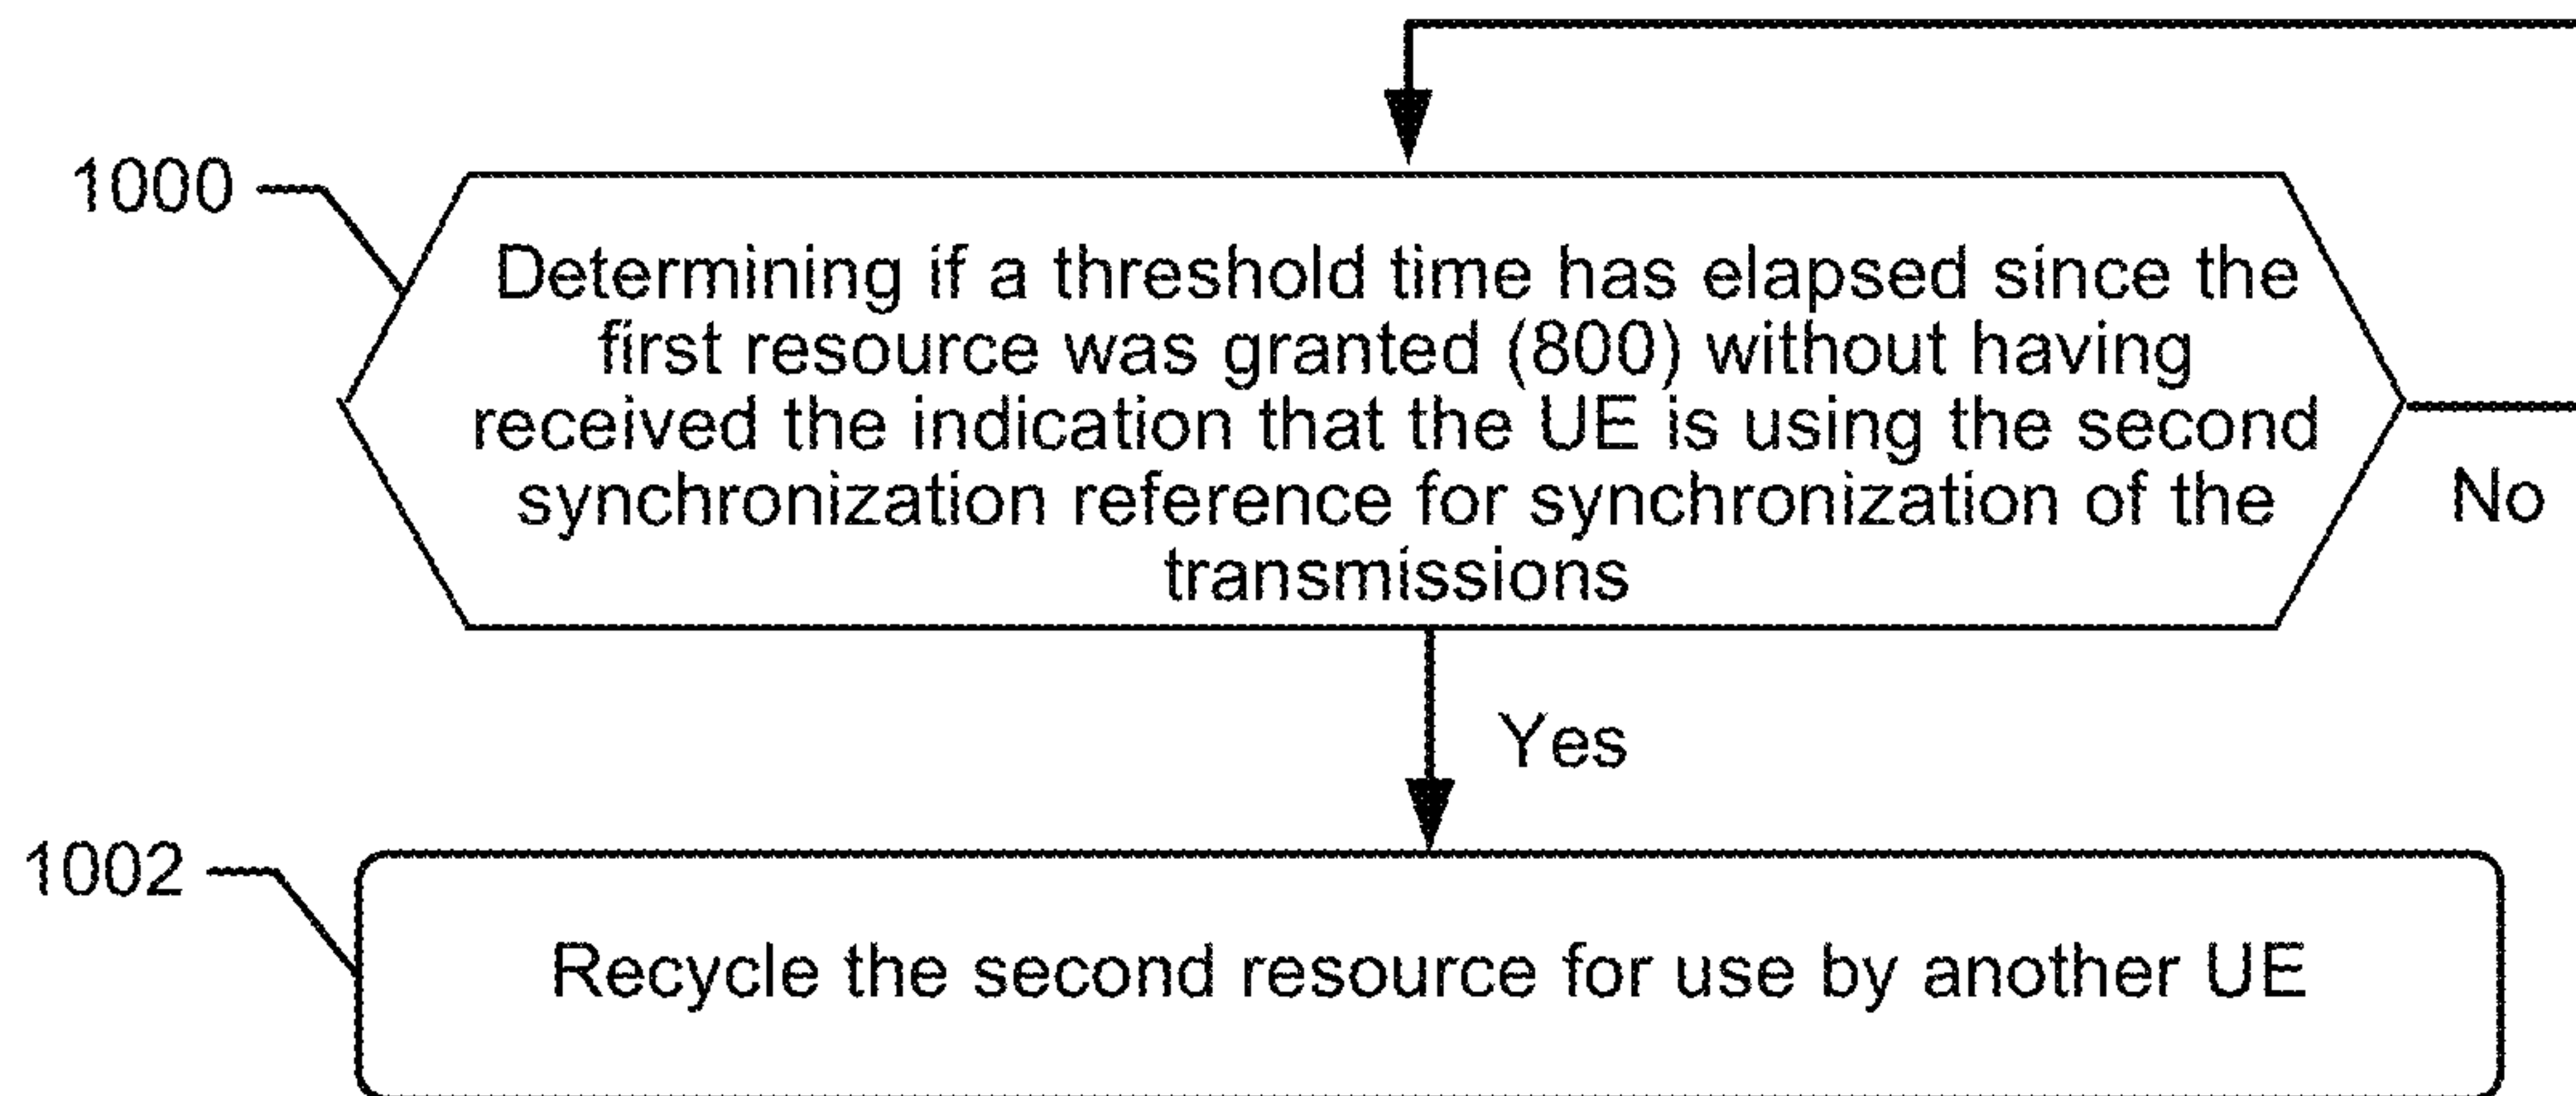 1000
Determining if a threshold time has elapsed since the
first resource was granted (800) without having
received the indication that the UE is using the second
synchronization reference for synchronization of the
transmissions
No
Yes
1002
Recycle the second resource for use by another UE